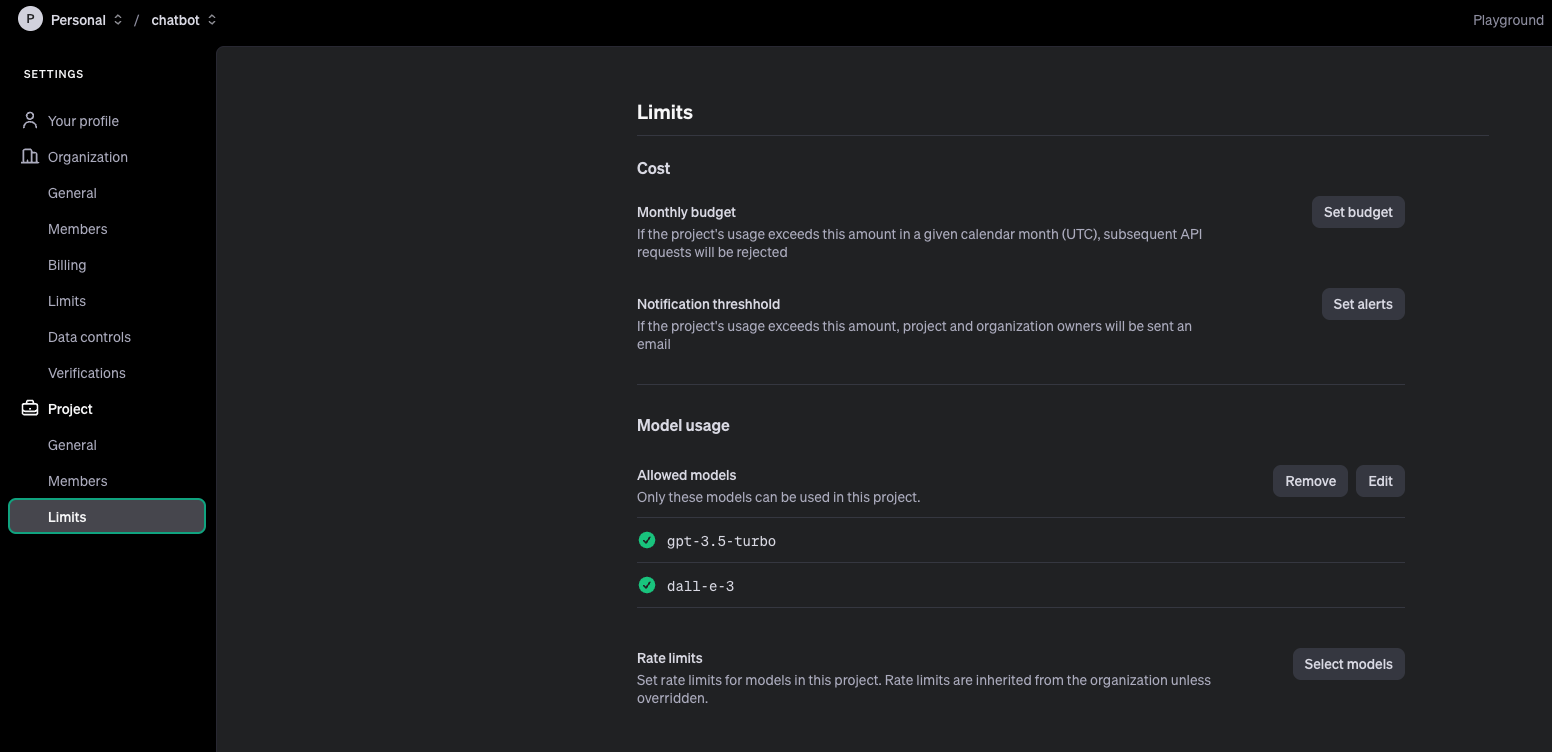 P Personal / chatbot
Playground
SETTINGS
Your profile
Organization
General
Members
Billing
Limits
Data controls
Verifications
Project
General
Members
Limits
Limits
Cost
Monthly budget
If the project's usage exceeds this amount in a given calendar month (UTC), subsequent API
requests will be rejected
Set budget
Notification threshhold
If the project's usage exceeds this amount, project and organization owners will be sent an
email
Set alerts
Model usage
Allowed models
Only these models can be used in this project.
Remove
Edit
gpt-3.5-turbo
dall-e-3
Rate limits
Set rate limits for models in this project. Rate limits are inherited from the organization unless
overridden.
Select models